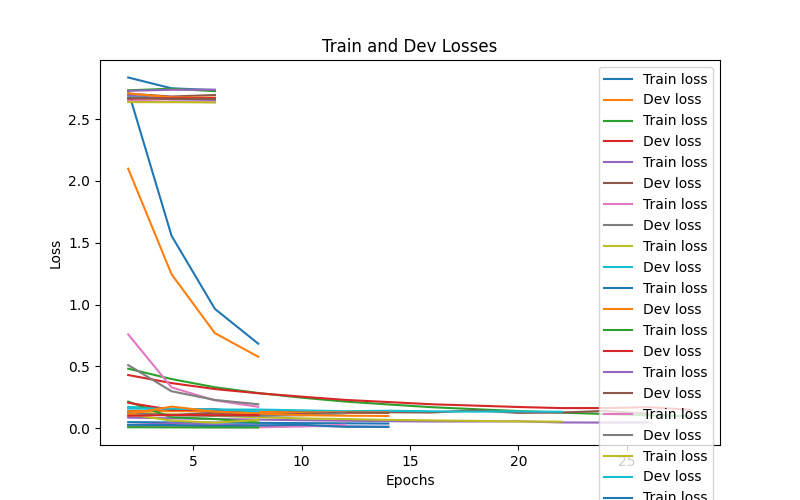 Train and Dev Losses
Loss
2.5
2.0
1.5
1.0
0.5
0.0
5
10
15
20
25
Epochs
Train loss
Dev loss
Train loss
Dev loss
Train loss
Dev loss
Train loss
Dev loss
Train loss
Dev loss
Train loss
Dev loss
Train loss
Dev loss
Train loss
Dev loss
Train loss
Dev loss
Train loss
Dev loss
Train loss